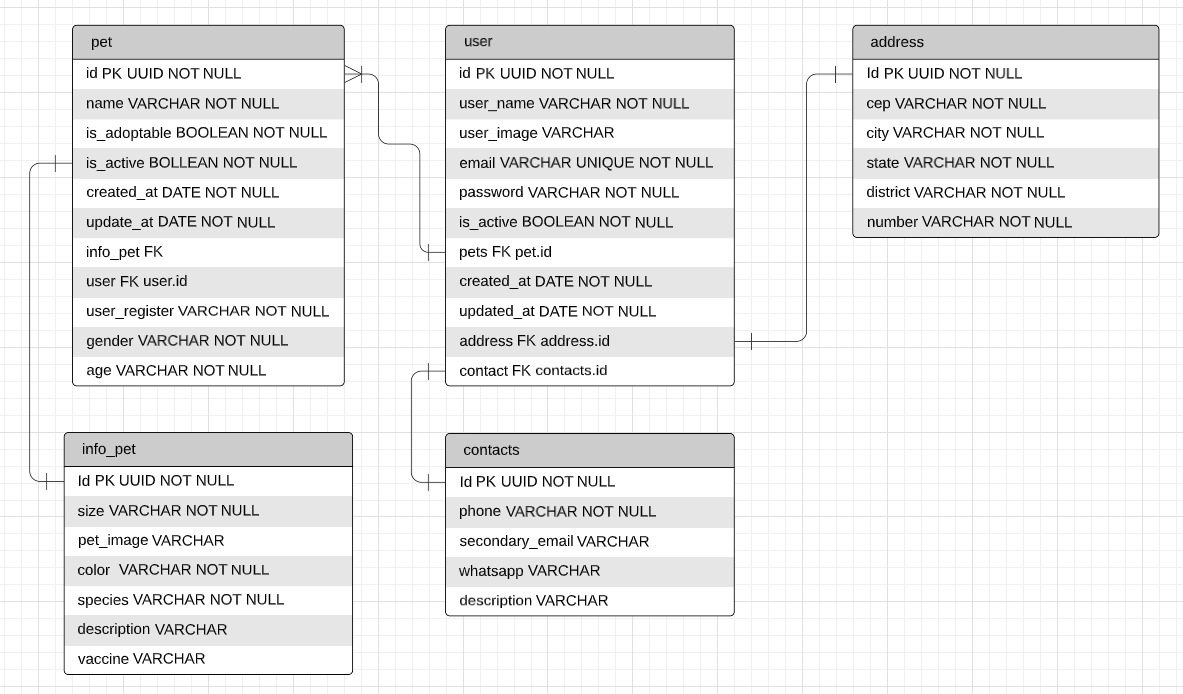 pet
id PK UUID NOT NULL
name VARCHAR NOT NULL
is_adoptable BOOLEAN NOT NULL
is_active BOLLEAN NOT NULL
created_at DATE NOT NULL
update_at DATE NOT NULL
info_pet FK
user FK user.id
user_register VARCHAR NOT NULL
gender VARCHAR NOT NULL
age VARCHAR NOT NULL
user
id PK UUID NOT NULL
user_name VARCHAR NOT NULL
user_image VARCHAR
email VARCHAR UNIQUE NOT NULL
password VARCHAR NOT NULL
is_active BOOLEAN NOT NULL
pets FK pet.id
created_at DATE NOT NULL
updated_at DATE NOT NULL
address FK address.id
contact FK contacts.id
address
Id PK UUID NOT NULL
cep VARCHAR NOT NULL
city VARCHAR NOT NULL
state VARCHAR NOT NULL
district VARCHAR NOT NULL
number VARCHAR NOT NULL
info_pet
Id PK UUID NOT NULL
size VARCHAR NOT NULL
pet_image VARCHAR
color VARCHAR NOT NULL
species VARCHAR NOT NULL
description VARCHAR
vaccine VARCHAR
contacts
Id PK UUID NOT NULL
phone VARCHAR NOT NULL
secondary_email VARCHAR
whatsapp VARCHAR
description VARCHAR